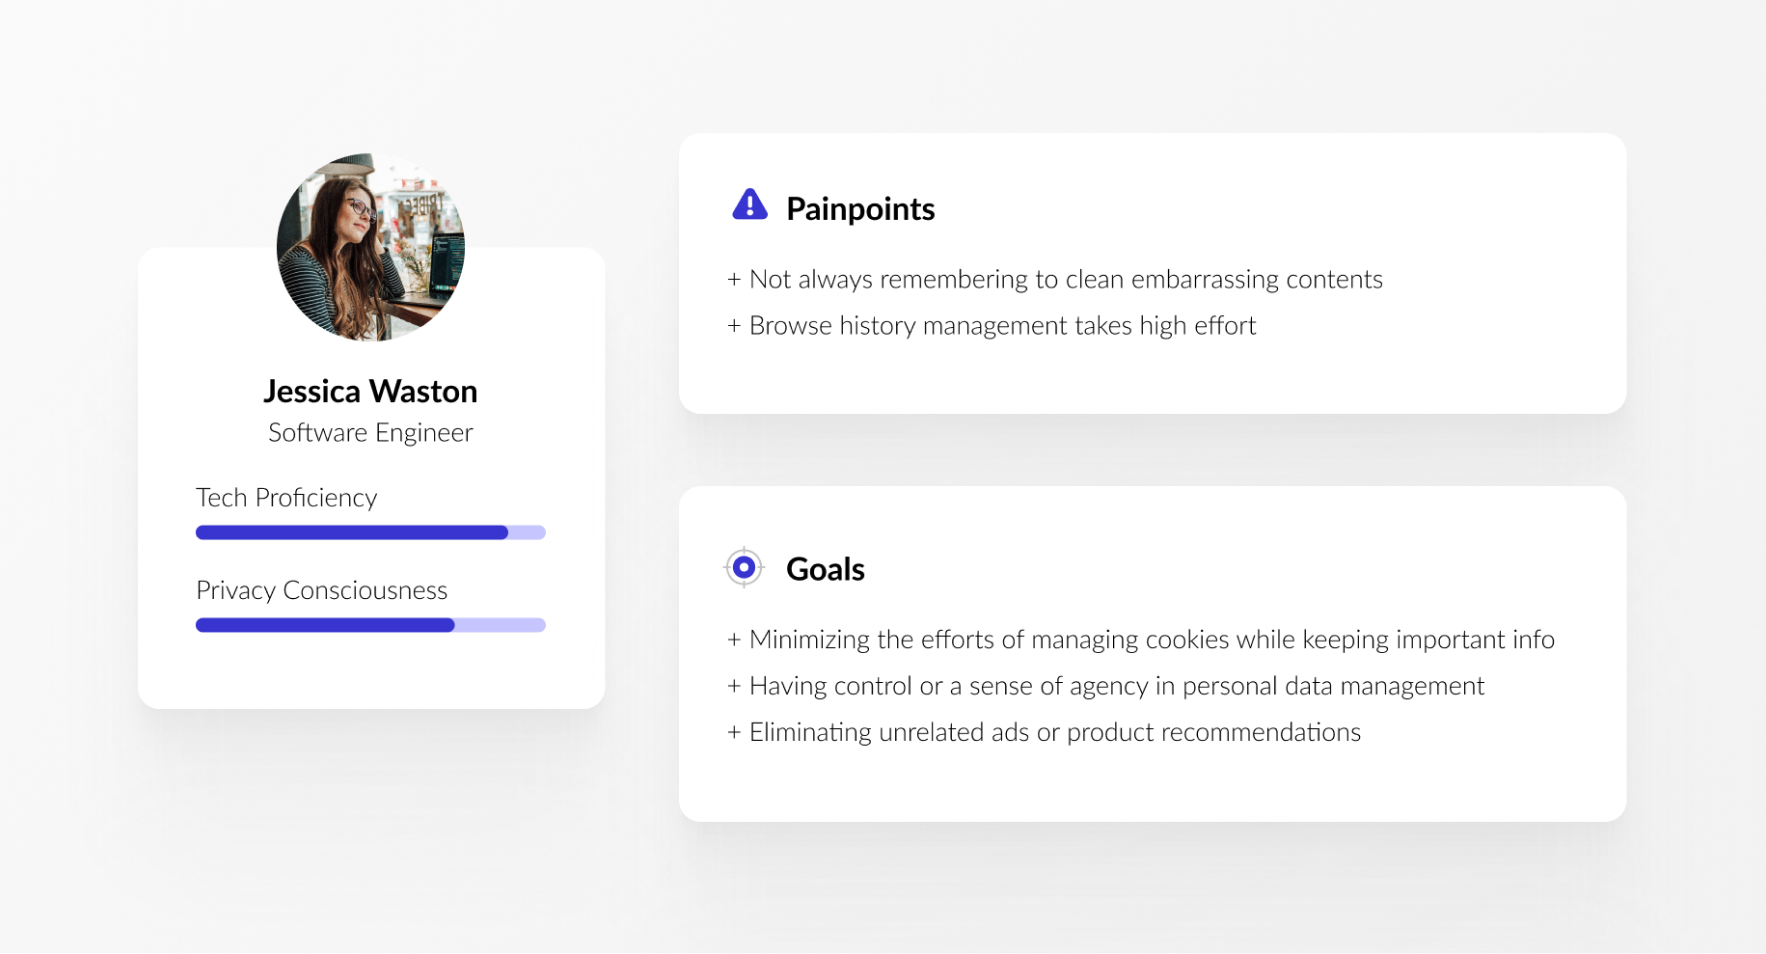 Jessica Waston
Software Engineer
Tech Proficiency
Privacy Consciousness
Painpoints
+ Not always remembering to clean embarrassing contents
+ Browse history management takes high effort
Goals
+ Minimizing the efforts of managing cookies while keeping important info
+ Having control or a sense of agency in personal data management
+ Eliminating unrelated ads or product recommendations